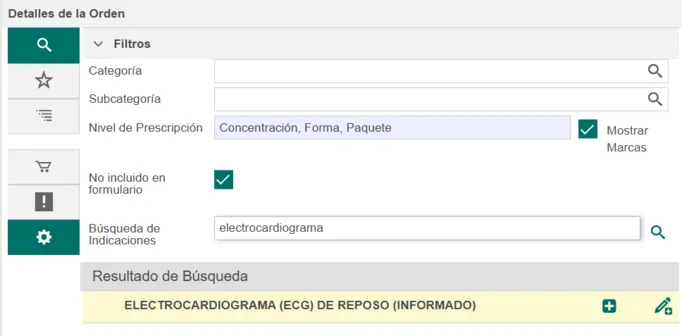 Detalles de la Orden
Filtros
Categoría
Subcategoría
Nivel de Prescripción
Concentración, Forma, Paquete
Mostrar
Marcas
No incluido en
formulario
Búsqueda de
Indicaciones
electrocardiograma
Resultado de Búsqueda
ELECTROCARDIOGRAMA (ECG) DE REPOSO (INFORMADO)